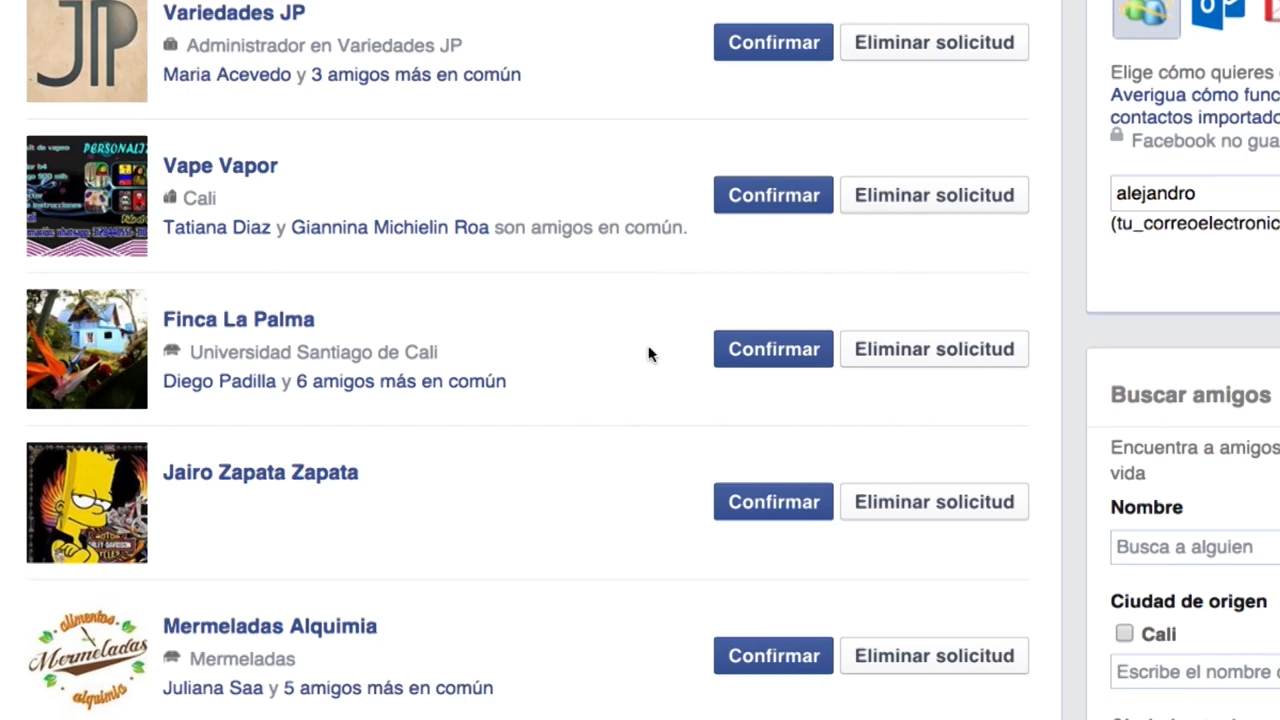 Variedades JP
Administrador en Variedades JP
Maria Acevedo y 3 amigos más en común
Confirmar
Eliminar solicitud
JP
Vape Vapor
Cali
Tatiana Diaz y Giannina Michielin Roa son amigos en común.
Confirmar
Eliminar solicitud
Finca La Palma
Universidad Santiago de Cali
Diego Padilla y 6 amigos más en común
Confirmar
Eliminar solicitud
Jairo Zapata Zapata
Confirmar
Eliminar solicitud
Mermeladas Alquimia
Mermeladas
Juliana Saa y 5 amigos más en común
Confirmar
Eliminar solicitud
alimentos
Mermeladas
alquimia
Elige cómo quieres
Averigua cómo func
contactos importado
Facebook no gua
alejandro
(tu_correoelectronic
Buscar amigos
Encuentra a amigos
vida
Nombre
Busca a alguien
Ciudad de origen
Cali
Escribe el nombre